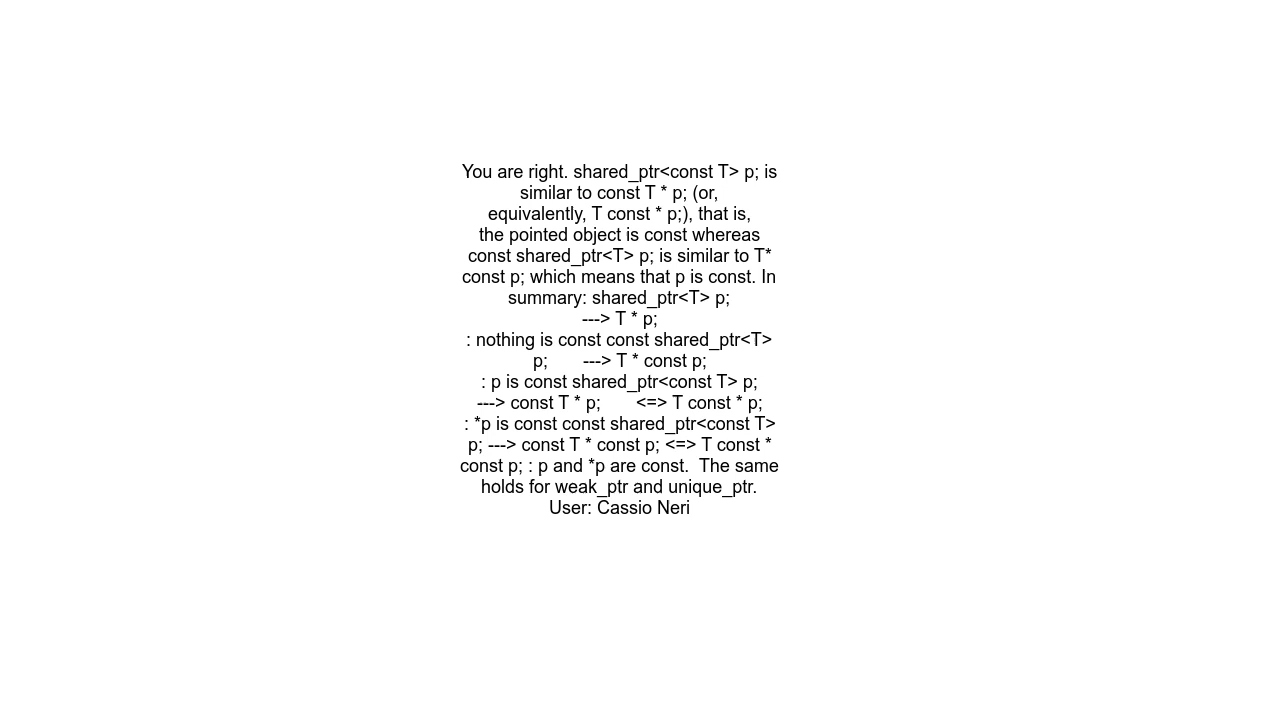 You are right. shared_ptr<const T> p; is
similar to const T * p; (or,
equivalently, T const * p;), that is,
the pointed object is const whereas
const shared_ptr<T> p; is similar to T*
const p; which means that p is const. In
summary: shared_ptr<T> p;
---> T * p;
: nothing is const const shared_ptr<T>
p;       ---> T * const p;
: p is const shared_ptr<const T> p;
---> const T * p;       <=> T const * p;
: *p is const const shared_ptr<const T>
p; ---> const T * const p; <=> T const *
const p; : p and *p are const.  The same
holds for weak_ptr and unique_ptr.
User: Cassio Neri